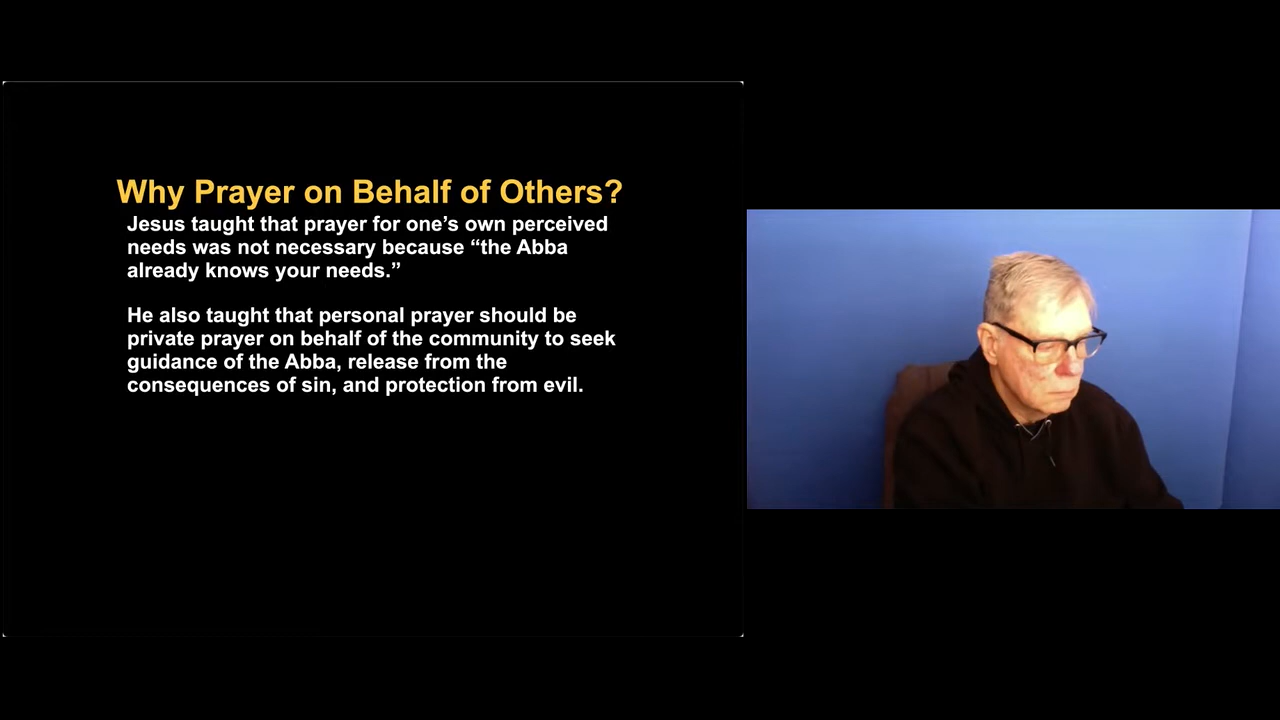 Why Prayer on Behalf of Others?
Jesus taught that prayer for one’s own perceived
needs was not necessary because “the Abba
already knows your needs.”
He also taught that personal prayer should be
private prayer on behalf of the community to seek
guidance of the Abba, release from the
consequences of sin, and protection from evil.